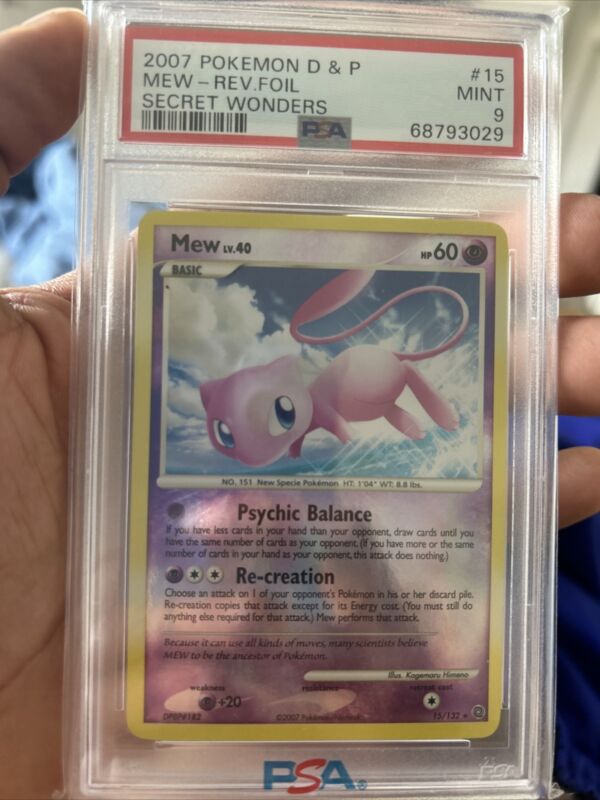 2007 POKEMON D & P #15
MEW - REV.FOIL MINT
SECRET WONDERS 9
PSA 68793029
Mew LV.40 HP 60
BASIC
NO. 151 New Specie Pokémon HT: 1'04" WT: 8.8 lbs.
Psychic Balance
If you have less cards in your hand than your opponent, draw cards until you
have the same number of cards as your opponent. (If you have more or the same
number of cards in your hand as your opponent, this attack does nothing.)
Re-creation
Choose an attack on 1 of your opponent's Pokémon in his or her discard pile.
Re-creation copies that attack except for its Energy cost. (You must still do
anything else required for that attack.) Mew performs that attack.
Because it can use all kinds of moves, many scientists believe
MEW to be the ancestor of Pokémon.
Illus. Kagemaru Himeno
weakness resistance retreat cost
+20
DPBP#182 ©2007 Pokémon/Nintendo 15/132
PSA